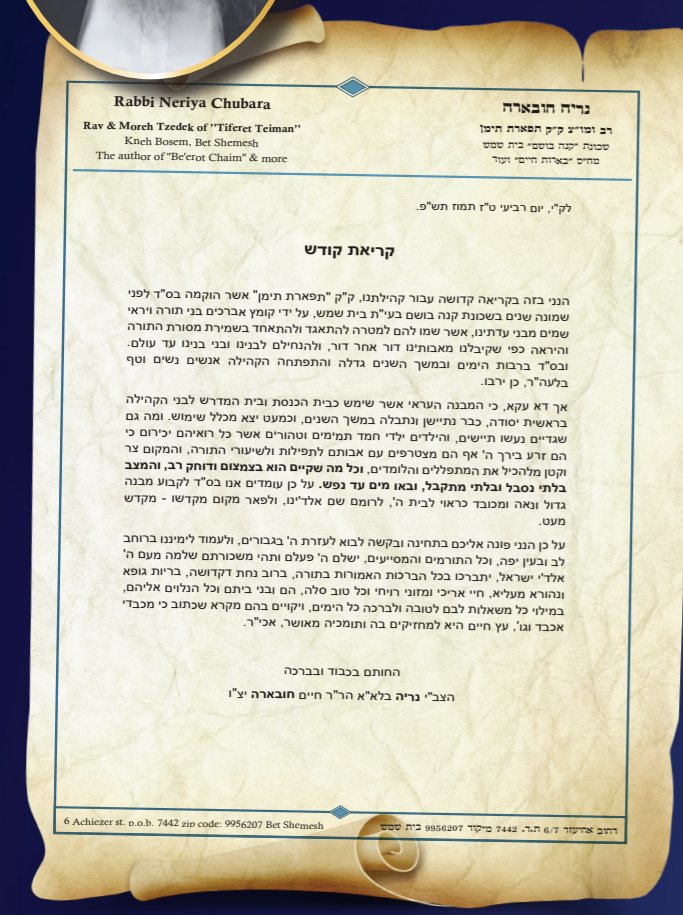 Rabbi Neriya Chubara
Rav & Moreh Tzedek of "Tiferet Teiman"
Kneh Bosem, Bet Shemesh
The author of "Be'erot Chaim" & more
נריה חובארה
רב ומו״צ ק״ק תפארת תימן
שכונת ״קנה בושם״ בית שמש
מח״ס ״בארות חיים״ ועוד
לק"י, יום רביעי ט"ז תמוז תש"פ.
קריאת קודש
הנני בזה בקריאה קדושה עבור קהילתנו, ק"ק "תפארת תימן" אשר הוקמה בס"ד לפני
שמונה שנים בשכונת קנה בושם בעי"ת בית שמש, על ידי קומץ אברכים בני תורה ויראי
שמים מבני עדתינו, אשר שמו להם למטרה להתאגד ולהתאחד בשמירת מסורת התורה
והיראה כפי שקיבלנו מאבותינו דור אחר דור, ולהנחילם לבנינו ובני בנינו עד עולם.
ובס"ד ברבות הימים ובמשך השנים גדלה והתפתחה הקהילה אנשים נשים וטף
בלעה"ר, כן ירבו.
אך דא עקא, כי המבנה העראי אשר שימש כבית הכנסת ובית המדרש לבני הקהילה
בראשית יסודה, כבר נתיישן ונתבלה במשך השנים, וכמעט יצא מכלל שימוש. ומה גם
שגדיים נעשו תיישים, והילדים ילדי חמד תמימים וטהורים אשר כל רואיהם יכירום כי
הם זרע בירך ה' אף הם מצטרפים עם אבותם לתפילות ולשיעורי התורה, והמקום צר
וקטן מלהכיל את המתפללים והלומדים, וכל מה שקיים הוא בצמצום ודוחק רב, והמצב
בלתי נסבל ובלתי מתקבל, ובאו מים עד נפש. על כן עומדים אנו בס"ד לקבוע מבנה
גדול ונאה ומכובד כראוי לבית ה', לרומם שם אלד'ינו, ולפאר מקום מקדשו - מקדש
מעט.
על כן הנני פונה אליכם בתחינה ובקשה לבוא לעזרת ה' בגבורים, ולעמוד לימיננו ברוחב
לב ובעין יפה, וכל התורמים והמסייעים, ישלם ה' פעלם ותהי משכורתם שלמה מעם ה'
אלד'י ישראל, יתברכו בכל הברכות האמורות בתורה, ברוב נחת דקדושה, בריות גופא
ונהורא מעליא, חיי אריכי ומזוני רויחי וכל טוב סלה, הם ובני ביתם וכל הנלוים אליהם,
במילוי כל משאלות לבם לטובה ולברכה כל הימים, ויקויים בהם מקרא שכתוב כי מכבדי
אכבד וגו', עץ חיים היא למחזיקים בה ותומכיה מאושר, אכי"ר.
החותם בכבוד ובברכה
הצב"י נריה בלא"א הר"ר חיים חובארה יצ"ו
6 Achiezer st. p.o.b. 7442 zip code: 9956207 Bet Shemesh
רחוב אחיעזר 6/7 ת.ד. 7442 מיקוד 9956207 בית שמש